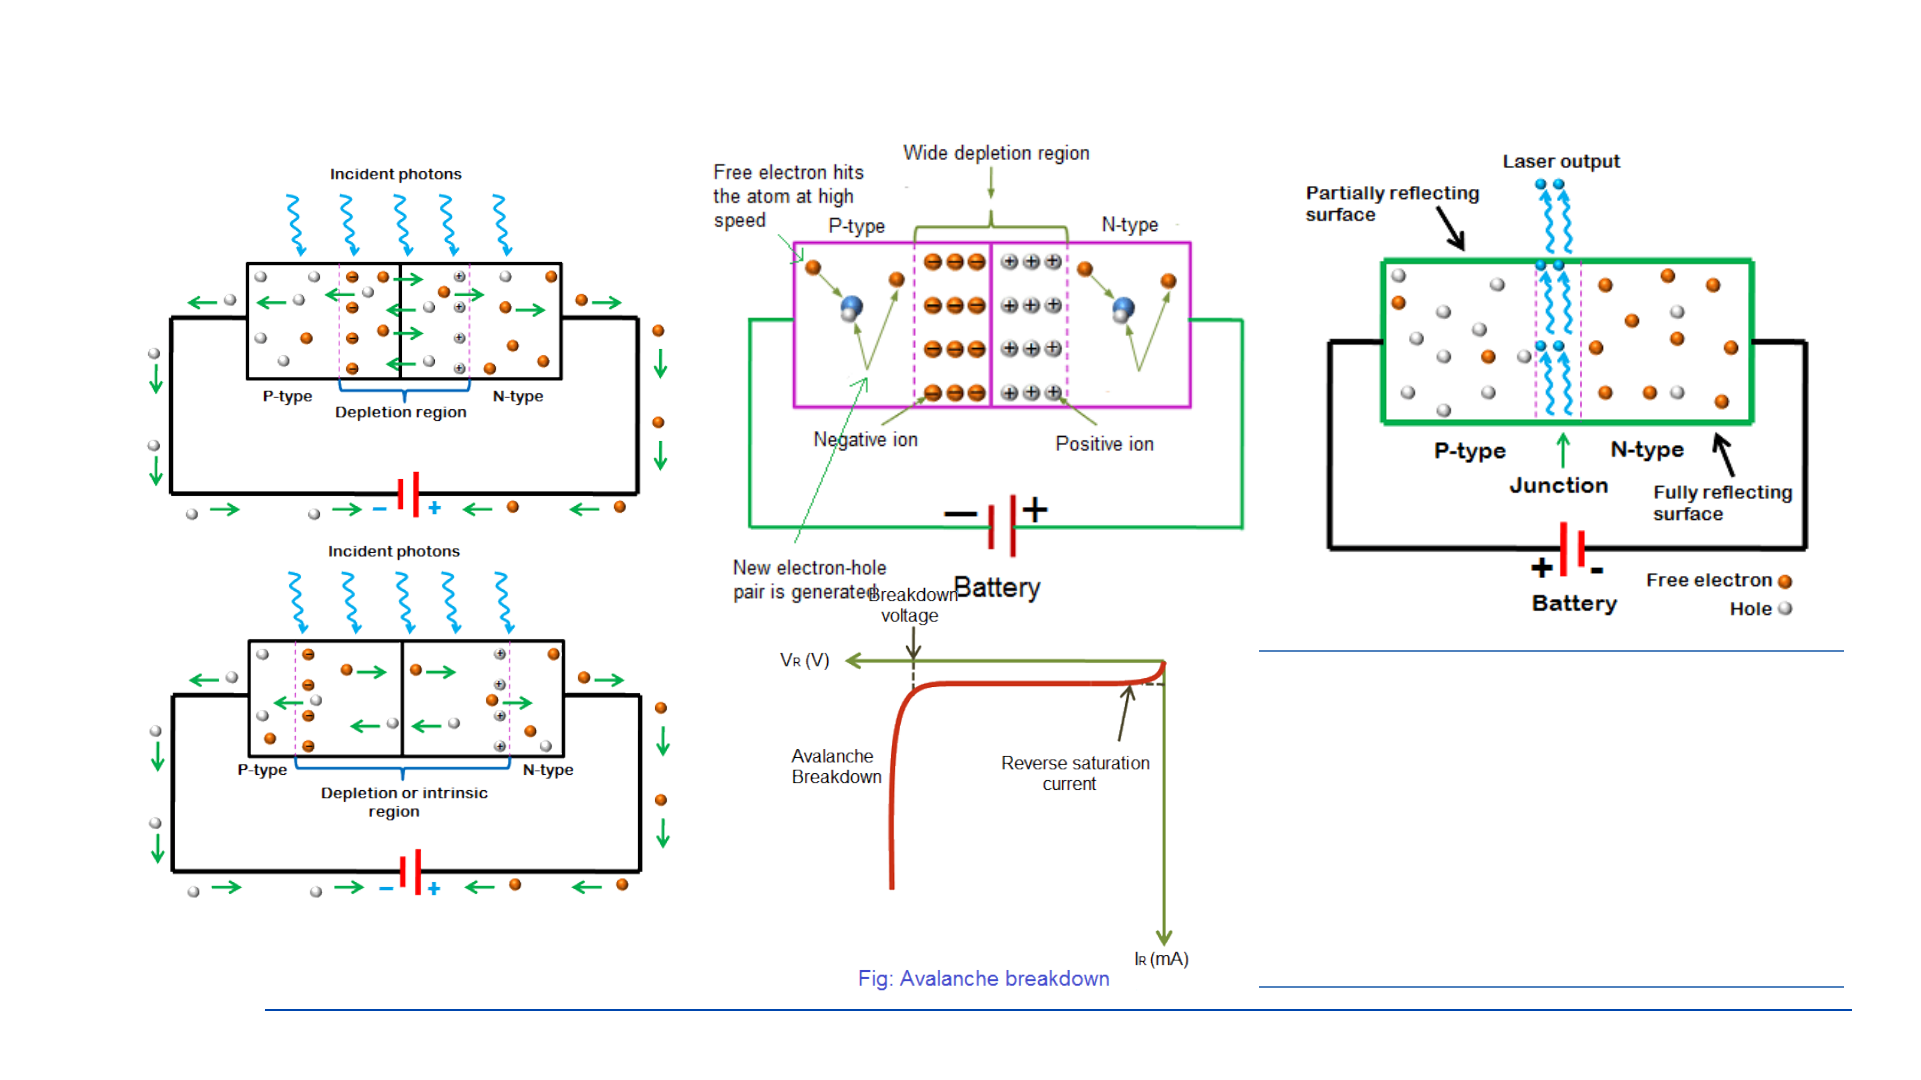 Incident photons
P-type
N-type
Depletion region
− +
Incident photons
P-type
N-type
Depletion or intrinsic
region
− +
Wide depletion region
Free electron hits
the atom at high
speed
P-type
N-type
Negative ion
Positive ion
− +
New electron-hole
pair is generated
Battery
Breakdown
voltage
VR (V)
Avalanche
Breakdown
Reverse saturation
current
IR (mA)
Fig: Avalanche breakdown
Laser output
Partially reflecting
surface
P-type
N-type
Junction
Fully reflecting
surface
+ -
Battery
Free electron
Hole